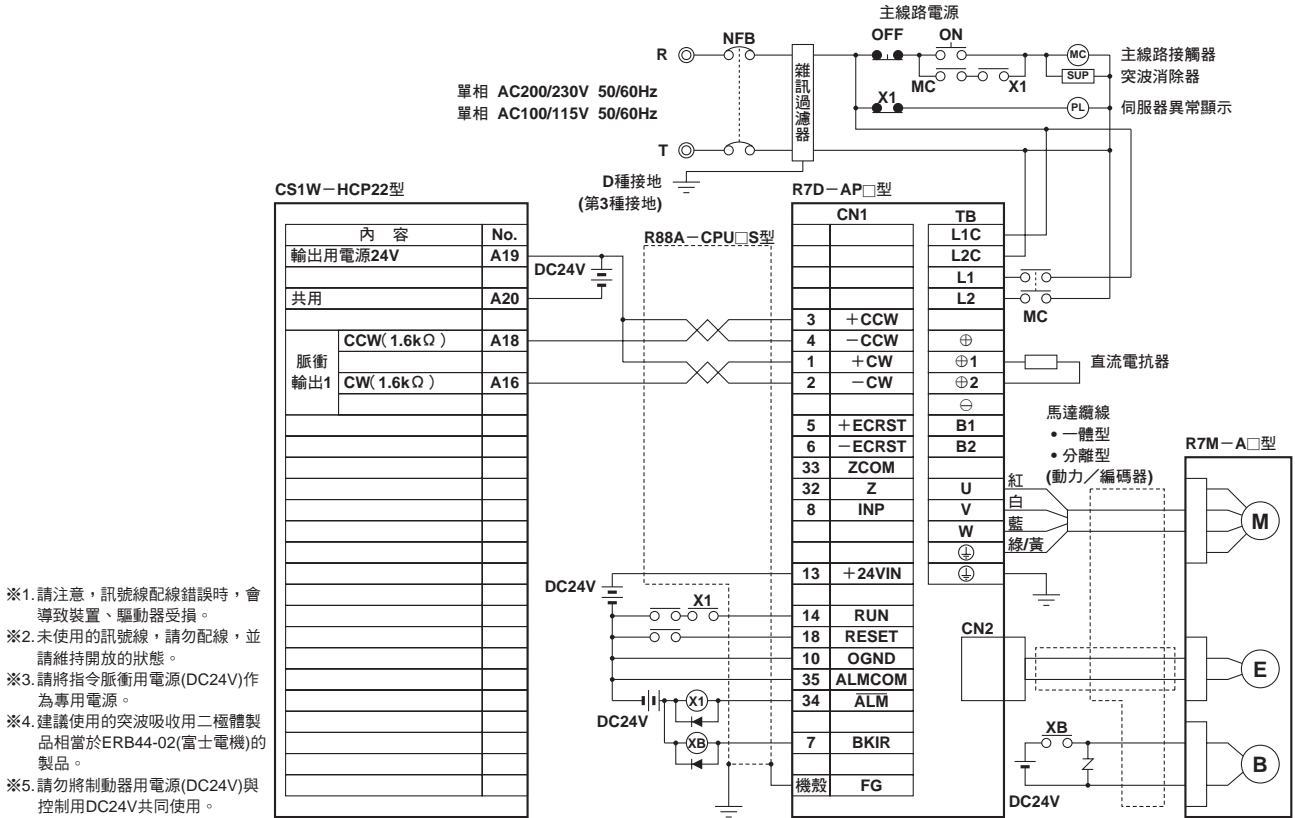 主線路電源
OFF
ON
NFB
R
MC
主線路接觸器
SUP
突波消除器
MC
X1
單相 AC200/230V 50/60Hz
單相 AC100/115V 50/60Hz
雜訊過濾器
X1
PL
伺服器異常顯示
T
D種接地
(第3種接地)
CS1W－HCP22型
R7D－AP□型
內 容
No.
輸出用電源24V
A19
共用
A20
脈衝
輸出1
CCW(1.6kΩ)
A18
CW(1.6kΩ)
A16
DC24V
R88A－CPU□S型
CN1
TB
L1C
L2C
L1
L2
MC
3 ＋CCW
4 －CCW ⊕
1 ＋CW ⊕1
直流電抗器
2 －CW ⊕2
⊖
5 ＋ECRST B1
6 －ECRST B2
33 ZCOM
32 Z U
8 INP V
W
紅
白
藍
綠/黃
馬達纜線
• 一體型
• 分離型
(動力／編碼器)
R7M－A□型
M
DC24V
13 ＋24VIN
X1
14 RUN
18 RESET
10 OGND
35 ALMCOM
34 ALM
X1
DC24V
XB
7 BKIR
機殼 FG
CN2
E
XB
B
DC24V
※1.請注意，訊號線配線錯誤時，會
導致裝置、驅動器受損。
※2.未使用的訊號線，請勿配線，並
請維持開放的狀態。
※3.請將指令脈衝用電源(DC24V)作
為專用電源。
※4.建議使用的突波吸收用二極體製
品相當於ERB44-02(富士電機)的
製品。
※5.請勿將制動器用電源(DC24V)與
控制用DC24V共同使用。